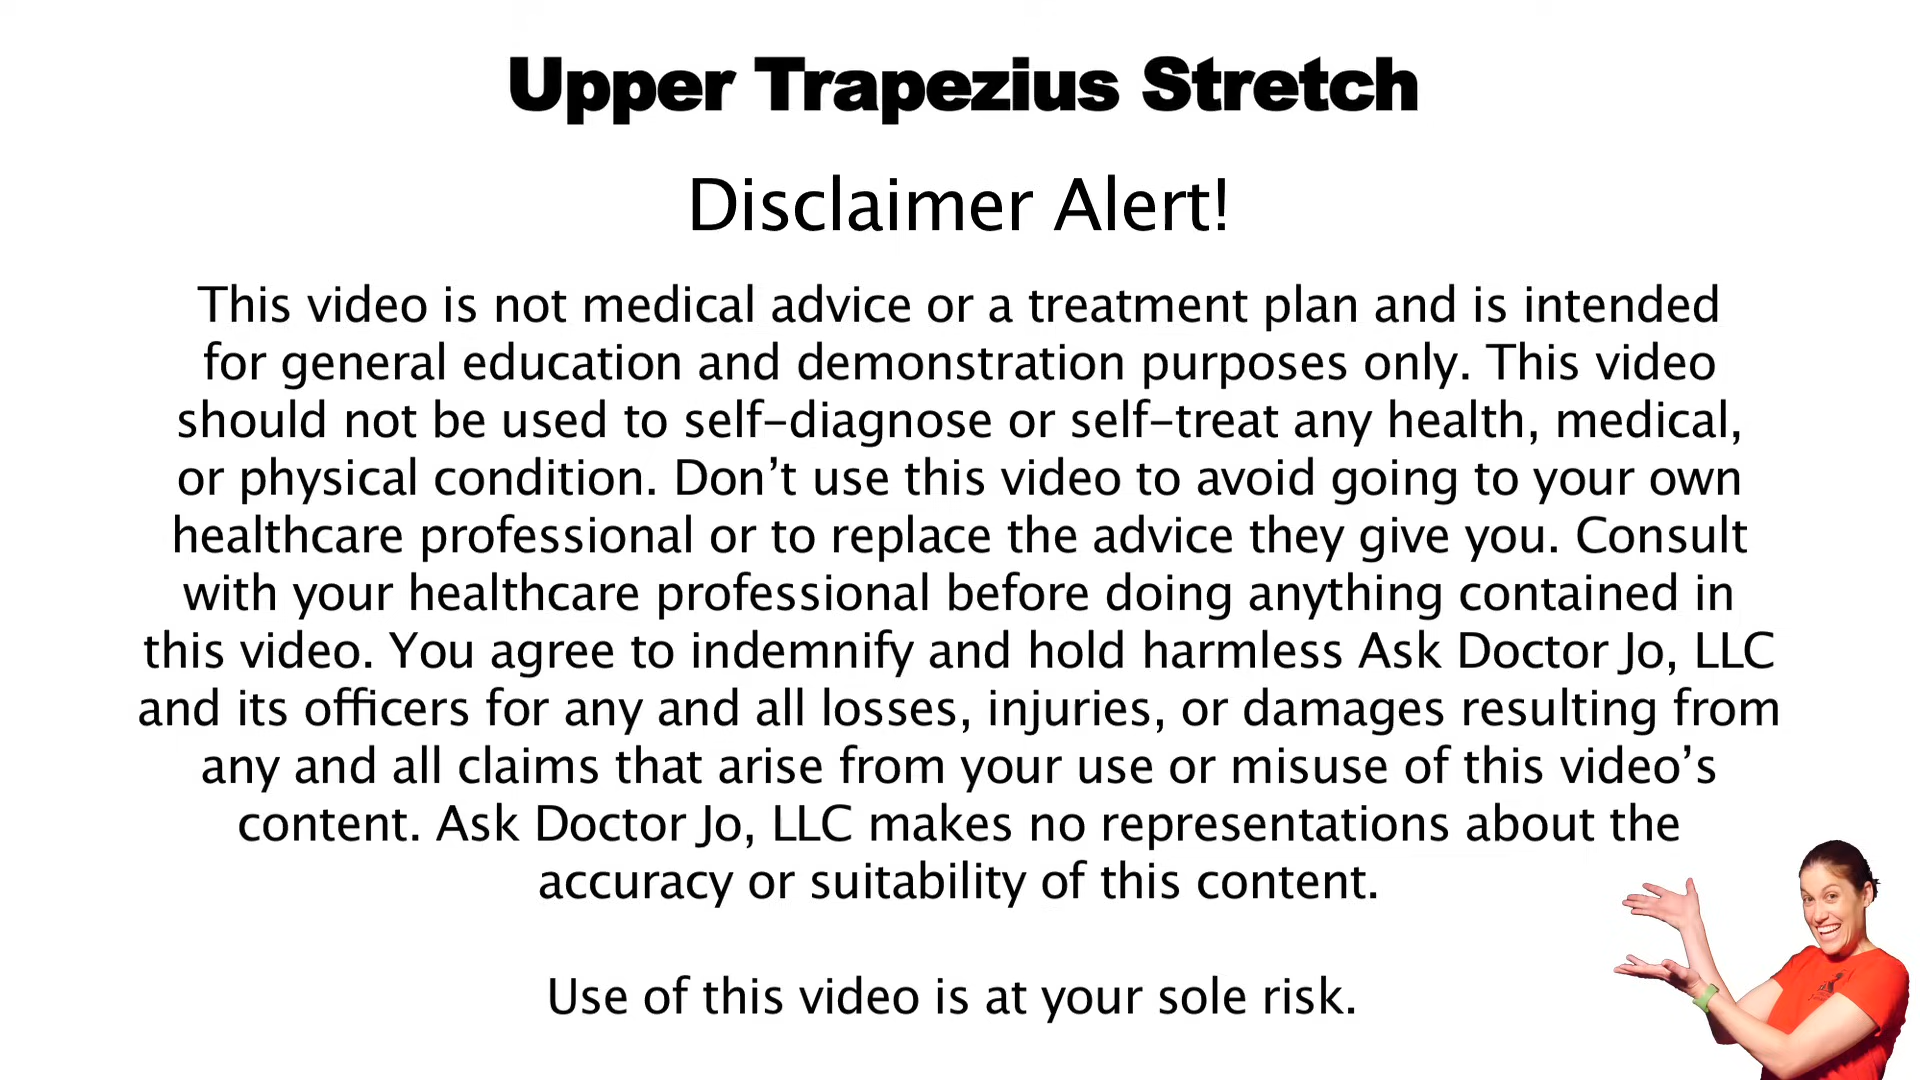 Upper Trapezius Stretch
Disclaimer Alert!
This video is not medical advice or a treatment plan and is intended
for general education and demonstration purposes only. This video
should not be used to self-diagnose or self-treat any health, medical,
or physical condition. Don’t use this video to avoid going to your own
healthcare professional or to replace the advice they give you. Consult
with your healthcare professional before doing anything contained in
this video. You agree to indemnify and hold harmless Ask Doctor Jo, LLC
and its officers for any and all losses, injuries, or damages resulting from
any and all claims that arise from your use or misuse of this video’s
content. Ask Doctor Jo, LLC makes no representations about the
accuracy or suitability of this content.
Use of this video is at your sole risk.